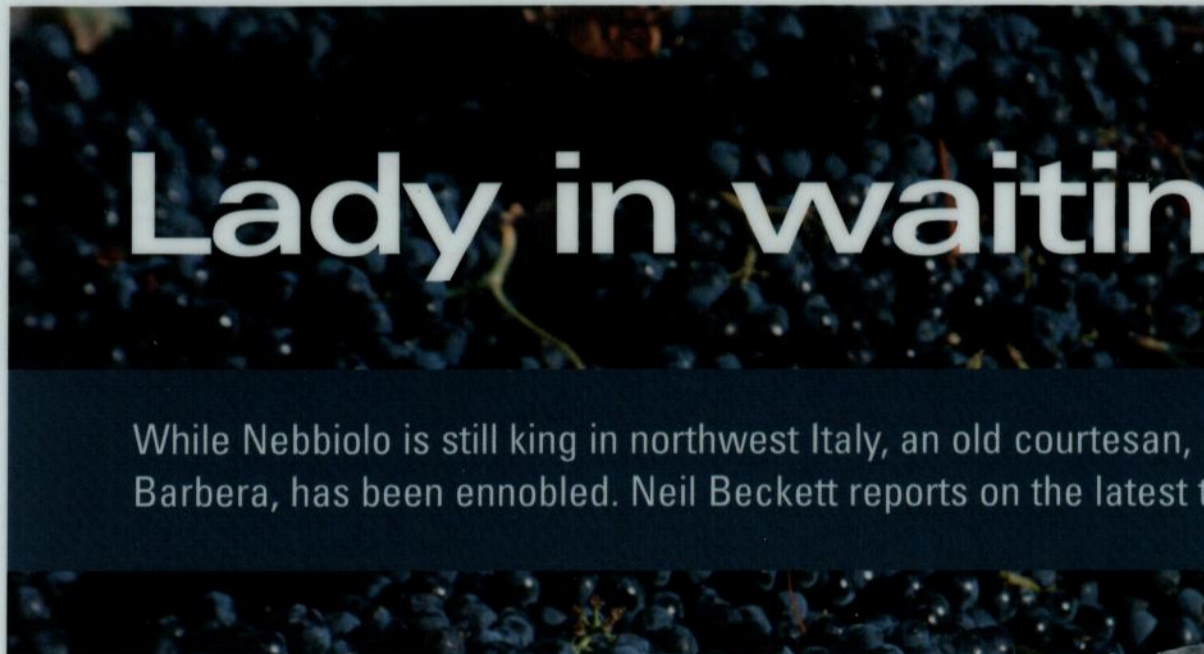 Lady in waitin
While Nebbiolo is still king in northwest Italy, an old courtesan,
Barbera, has been ennobled. Neil Beckett reports on the latest